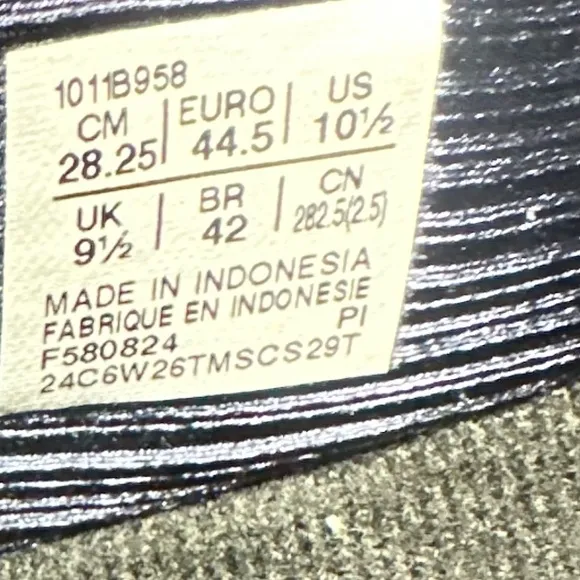 1011B958
CM | EURO | US
28.25 | 44.5 | 10½
UK | BR | CN
9½ | 42 | 282.5(2.5)
MADE IN INDONESIA
FABRIQUE EN INDONESIE
F580824 PI
24C6W26TMSCS29T